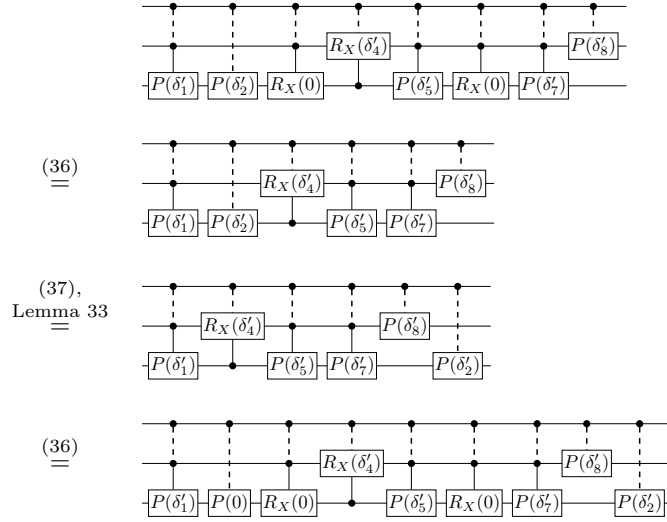 R_X(δ′₄) P(δ′₈)
P(δ′₁) P(δ′₂) R_X(0) P(δ′₅) R_X(0) P(δ′₇)
(36)
=
R_X(δ′₄) P(δ′₈)
P(δ′₁) P(δ′₂) P(δ′₅) P(δ′₇)
(37),
Lemma 33
=
R_X(δ′₄) P(δ′₈)
P(δ′₁) P(δ′₅) P(δ′₇) P(δ′₂)
(36)
=
R_X(δ′₄) P(δ′₈)
P(δ′₁) P(0) R_X(0) P(δ′₅) R_X(0) P(δ′₇) P(δ′₂)